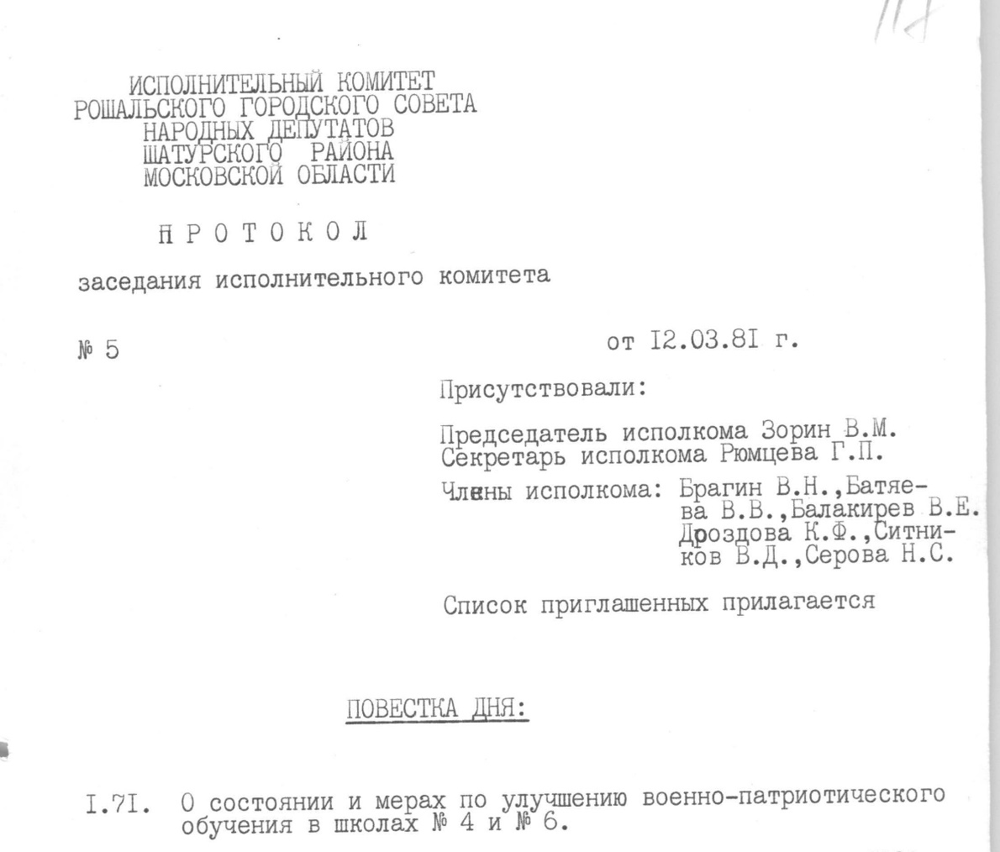 ИСПОЛНИТЕЛЬНЫЙ КОМИТЕТ
РОШАЛЬСКОГО ГОРОДСКОГО СОВЕТА
НАРОДНЫХ ДЕПУТАТОВ
ШАТУРСКОГО РАЙОНА
МОСКОВСКОЙ ОБЛАСТИ
П Р О Т О К О Л
заседания исполнительного комитета
№ 5
от I2.03.8I г.
Присутствовали:
Председатель исполкома Зорин В.М.
Секретарь исполкома Рюмцева Г.П.
Члены исполкома: Брагин В.Н.,Батяе-
ва В.В.,Балакирев В.Е.
Дроздова К.Ф.,Ситни-
ков В.Д.,Серова Н.С.
Список приглашенных прилагается
ПОВЕСТКА ДНЯ:
I.7I. О состоянии и мерах по улучшению военно-патриотического
обучения в школах № 4 и № 6.